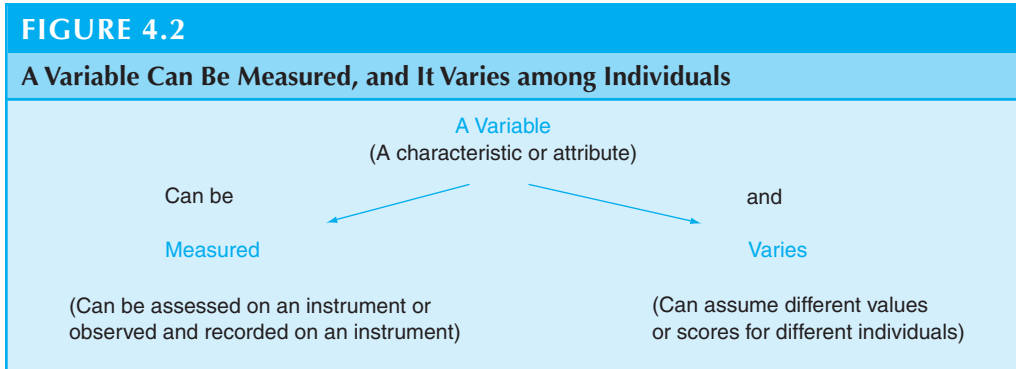 FIGURE 4.2
A Variable Can Be Measured, and It Varies among Individuals
A Variable
(A characteristic or attribute)
Can be
and
Measured
Varies
(Can be assessed on an instrument or
observed and recorded on an instrument)
(Can assume different values
or scores for different individuals)